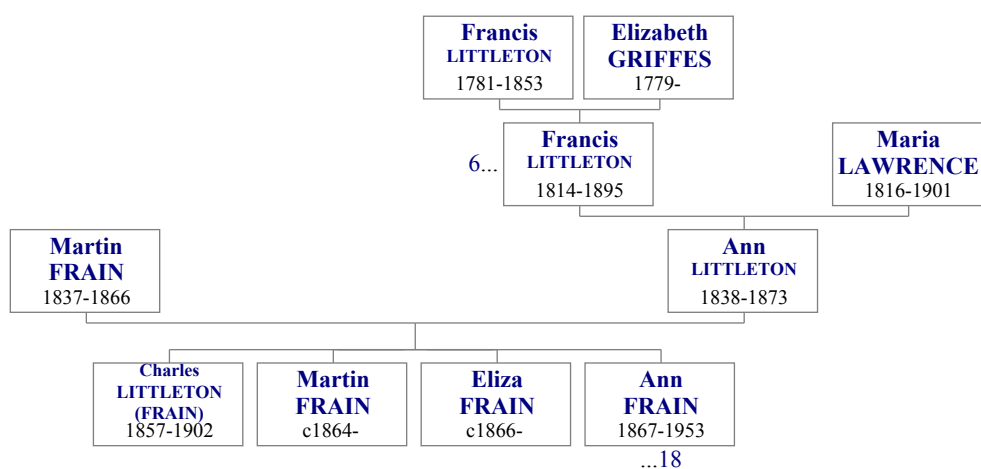 Francis
LITTLETON
1781-1853
Elizabeth
GRIFFES
1779-
6...
Francis
LITTLETON
1814-1895
Maria
LAWRENCE
1816-1901
Martin
FRAIN
1837-1866
Ann
LITTLETON
1838-1873
Charles
LITTLETON
(FRAIN)
1857-1902
Martin
FRAIN
c1864-
Eliza
FRAIN
c1866-
Ann
FRAIN
1867-1953
...18